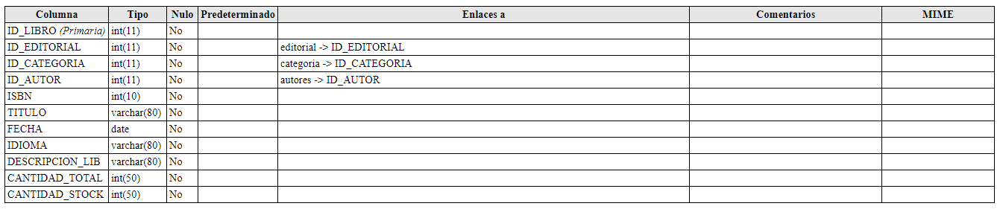 Columna Tipo Nulo Predeterminado Enlaces a Comentarios MIME
ID_LIBRO (Primaria) int(11) No
ID_EDITORIAL int(11) No editorial -> ID_EDITORIAL
ID_CATEGORIA int(11) No categoria -> ID_CATEGORIA
ID_AUTOR int(11) No autores -> ID_AUTOR
ISBN int(10) No
TITULO varchar(80) No
FECHA date No
IDIOMA varchar(80) No
DESCRIPCION_LIB varchar(80) No
CANTIDAD_TOTAL int(50) No
CANTIDAD_STOCK int(50) No